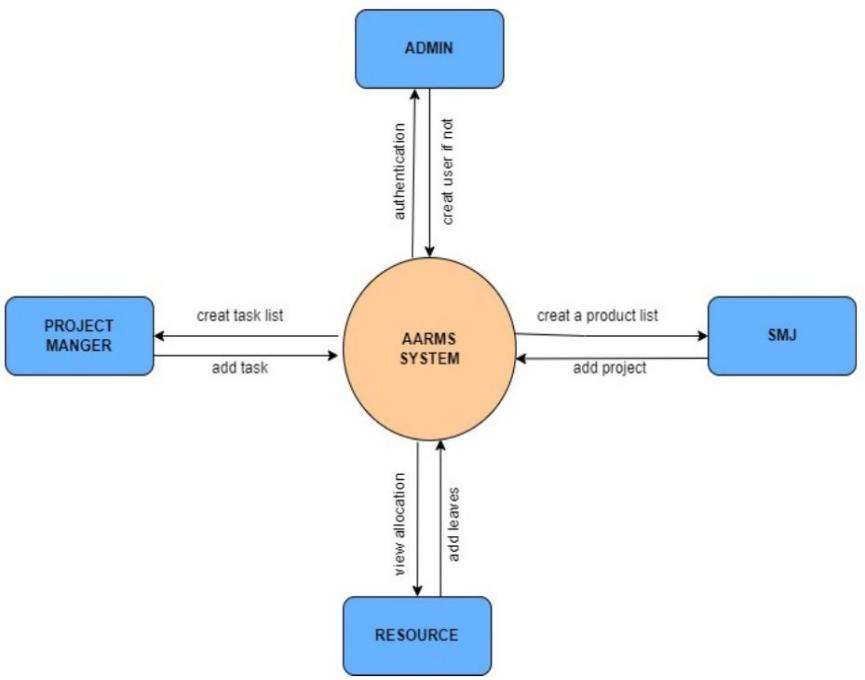 ADMIN
authentication
creat user if not
PROJECT
MANGER
creat task list
add task
AARMS
SYSTEM
creat a product list
add project
SMJ
view allocation
add leaves
RESOURCE